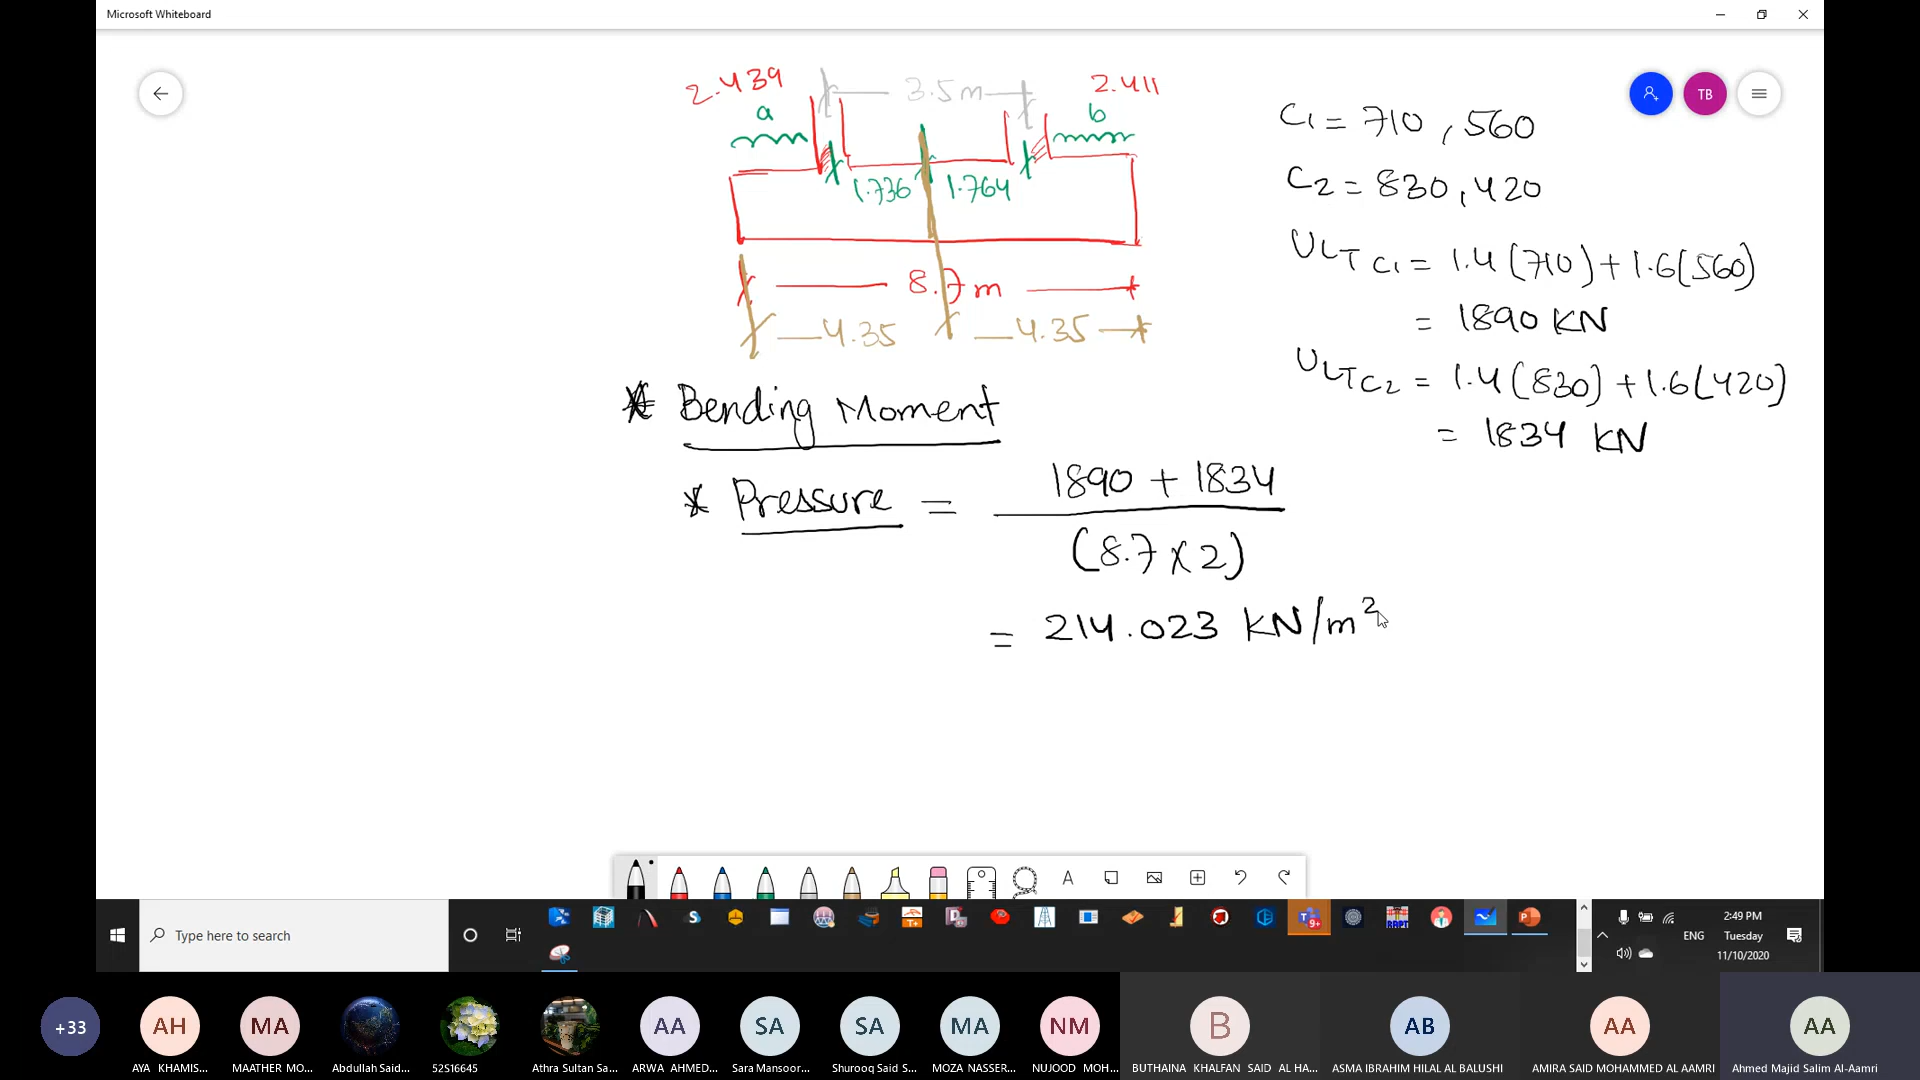 Microsoft Whiteboard
TB
2.439
3.5 m
2.411
a
b
1.736
1.764
8.7 m
4.35
4.35
C1 = 710 , 560
C2 = 830 , 420
ULT C1 = 1.4 (710) + 1.6 (560)
= 1890 KN
ULT C2 = 1.4 (830) + 1.6 (420)
= 1834 KN
* Bending Moment
* Pressure = 1890 + 1834
(8.7 x 2)
= 214.023 KN/m²
A
Type here to search
9+
ENG
2:49 PM
Tuesday
11/10/2020
+33
AH
MA
AA
SA
SA
MA
NM
B
AB
AA
AA
AYA KHAMIS...
MAATHER MO...
Abdullah Said...
52S16645
Athra Sultan Sa...
ARWA AHMED...
Sara Mansoor...
Shurooq Said S...
MOZA NASSER...
NUJOOD MOH...
BUTHAINA KHALFAN SAID AL HA...
ASMA IBRAHIM HILAL AL BALUSHI
AMIRA SAID MOHAMMED AL AAMRI
Ahmed Majid Salim Al-Aamri